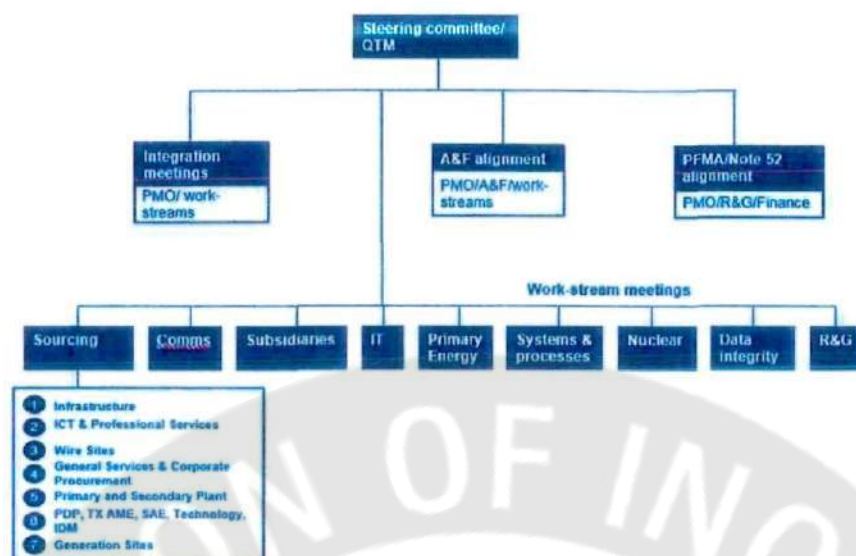 Steering committee/
QTM
Integration
meetings
PMO/ work-
streams
A&F alignment
PMO/A&F/work-
streams
PFMA/Note 52
alignment
PMO/R&G/Finance
Work-stream meetings
Sourcing
Comms
Subsidiaries
IT
Primary
Energy
Systems &
processes
Nuclear
Data
integrity
R&G
1 Infrastructure
2 ICT & Professional Services
3 Wire Sites
4 General Services & Corporate
Procurement
5 Primary and Secondary Plant
6 PDP, TX AME, SAE, Technology,
IDM
7 Generation Sites
ON OF INQ